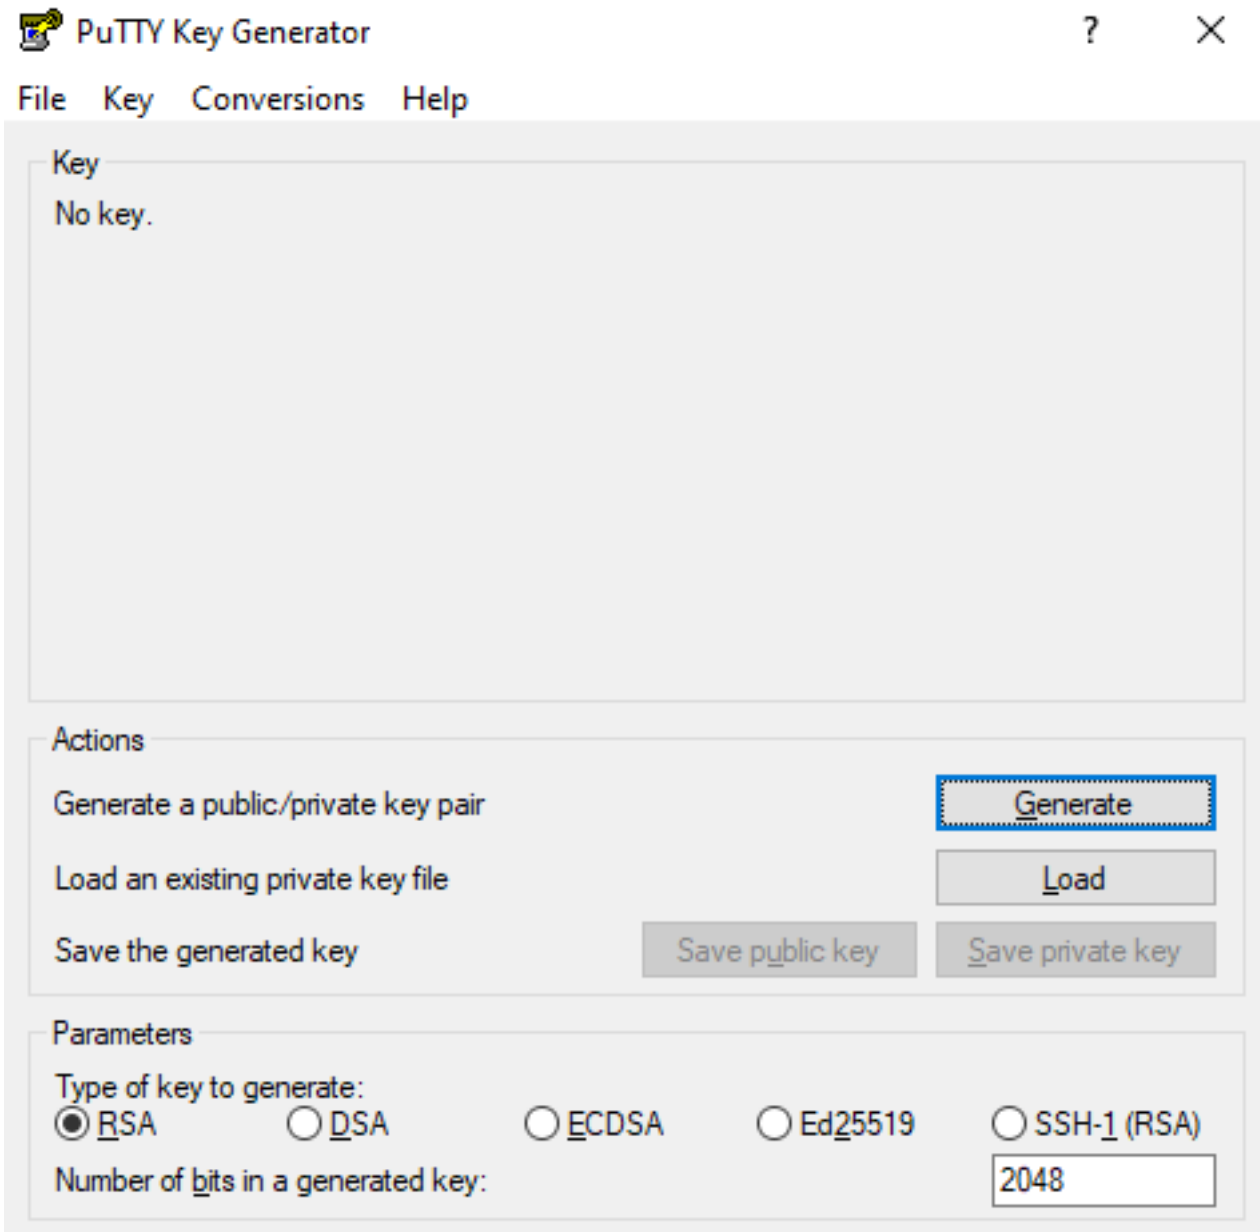 PuTTY Key Generator ? ×
File Key Conversions Help
Key
No key.
Actions
Generate a public/private key pair Generate
Load an existing private key file Load
Save the generated key Save public key Save private key
Parameters
Type of key to generate:
RSA DSA ECDSA Ed25519 SSH-1 (RSA)
Number of bits in a generated key: 2048